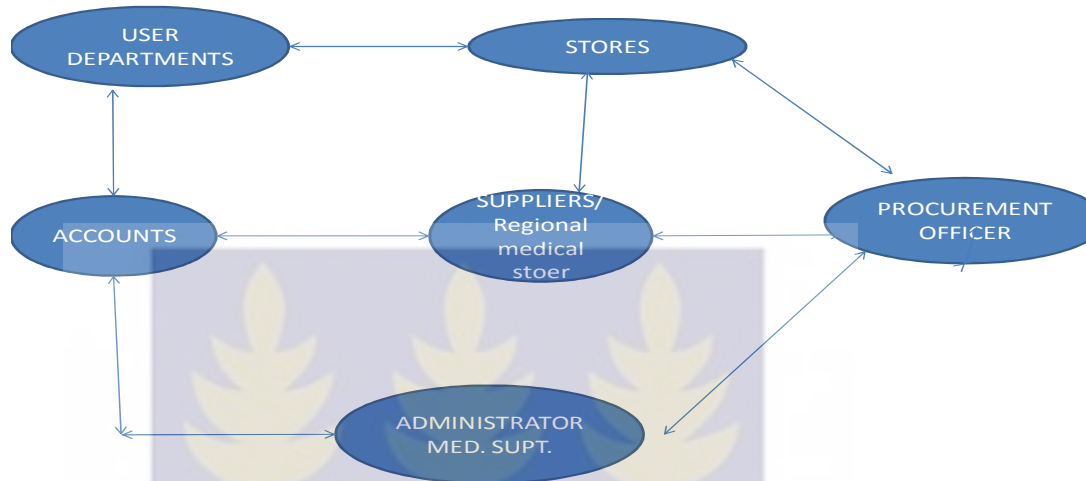 USER
DEPARTMENTS
STORES
SUPPLIERS/
Regional
medical
stoer
ACCOUNTS
PROCUREMENT
OFFICER
ADMINISTRATOR
MED. SUPT.